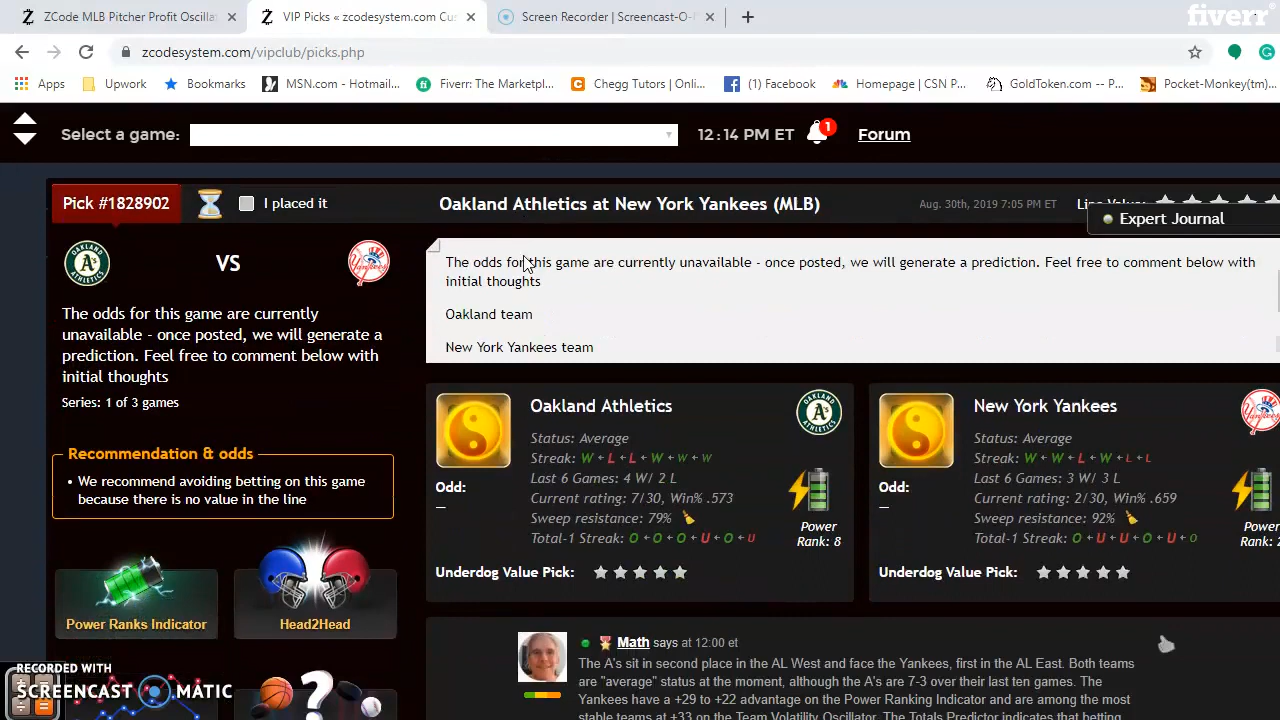 ZCode MLB Pitcher Profit Oscilla
VIP Picks « zcodesystem.com Cus
Screen Recorder | Screencast-O-
fiverr
zcodesystem.com/vipclub/picks.php
Apps
Upwork
Bookmarks
MSN.com - Hotmail...
Fiverr: The Marketpl...
Chegg Tutors | Onli...
(1) Facebook
Homepage | CSN P...
GoldToken.com -- P...
Pocket-Monkey(tm)...
Select a game:
12:14 PM ET
1
Forum
Pick #1828902
I placed it
Oakland Athletics at New York Yankees (MLB)
Aug. 30th, 2019 7:05 PM ET
Expert Journal
VS
The odds for this game are currently
unavailable - once posted, we will generate a
prediction. Feel free to comment below with
initial thoughts
Series: 1 of 3 games
The odds for this game are currently unavailable - once posted, we will generate a prediction. Feel free to comment below with
initial thoughts
Oakland team
New York Yankees team
Recommendation & odds
• We recommend avoiding betting on this game
because there is no value in the line
Power Ranks Indicator
Head2Head
Oakland Athletics
Status: Average
Streak: W - L - L - W - W - W
Last 6 Games: 4 W/ 2 L
Odd:
—
Current rating: 7/30, Win% .573
Sweep resistance: 79%
Total-1 Streak: O - O - O - U - O - U
Power
Rank: 8
Underdog Value Pick:
New York Yankees
Status: Average
Streak: W - W - L - W - L - L
Last 6 Games: 3 W/ 3 L
Odd:
—
Current rating: 2/30, Win% .659
Sweep resistance: 92%
Total-1 Streak: O - U - U - O - U - O
Power
Rank:
Underdog Value Pick:
Math says at 12:00 et
The A's sit in second place in the AL West and face the Yankees, first in the AL East. Both teams
are "average" status at the moment, although the A's are 7-3 over their last ten games. The
Yankees have a +29 to +22 advantage on the Power Ranking Indicator and are among the most
stable teams at +33 on the Team Volatility Oscillator. The Totals Predictor indicates that betting
RECORDED WITH
SCREENCAST MATIC